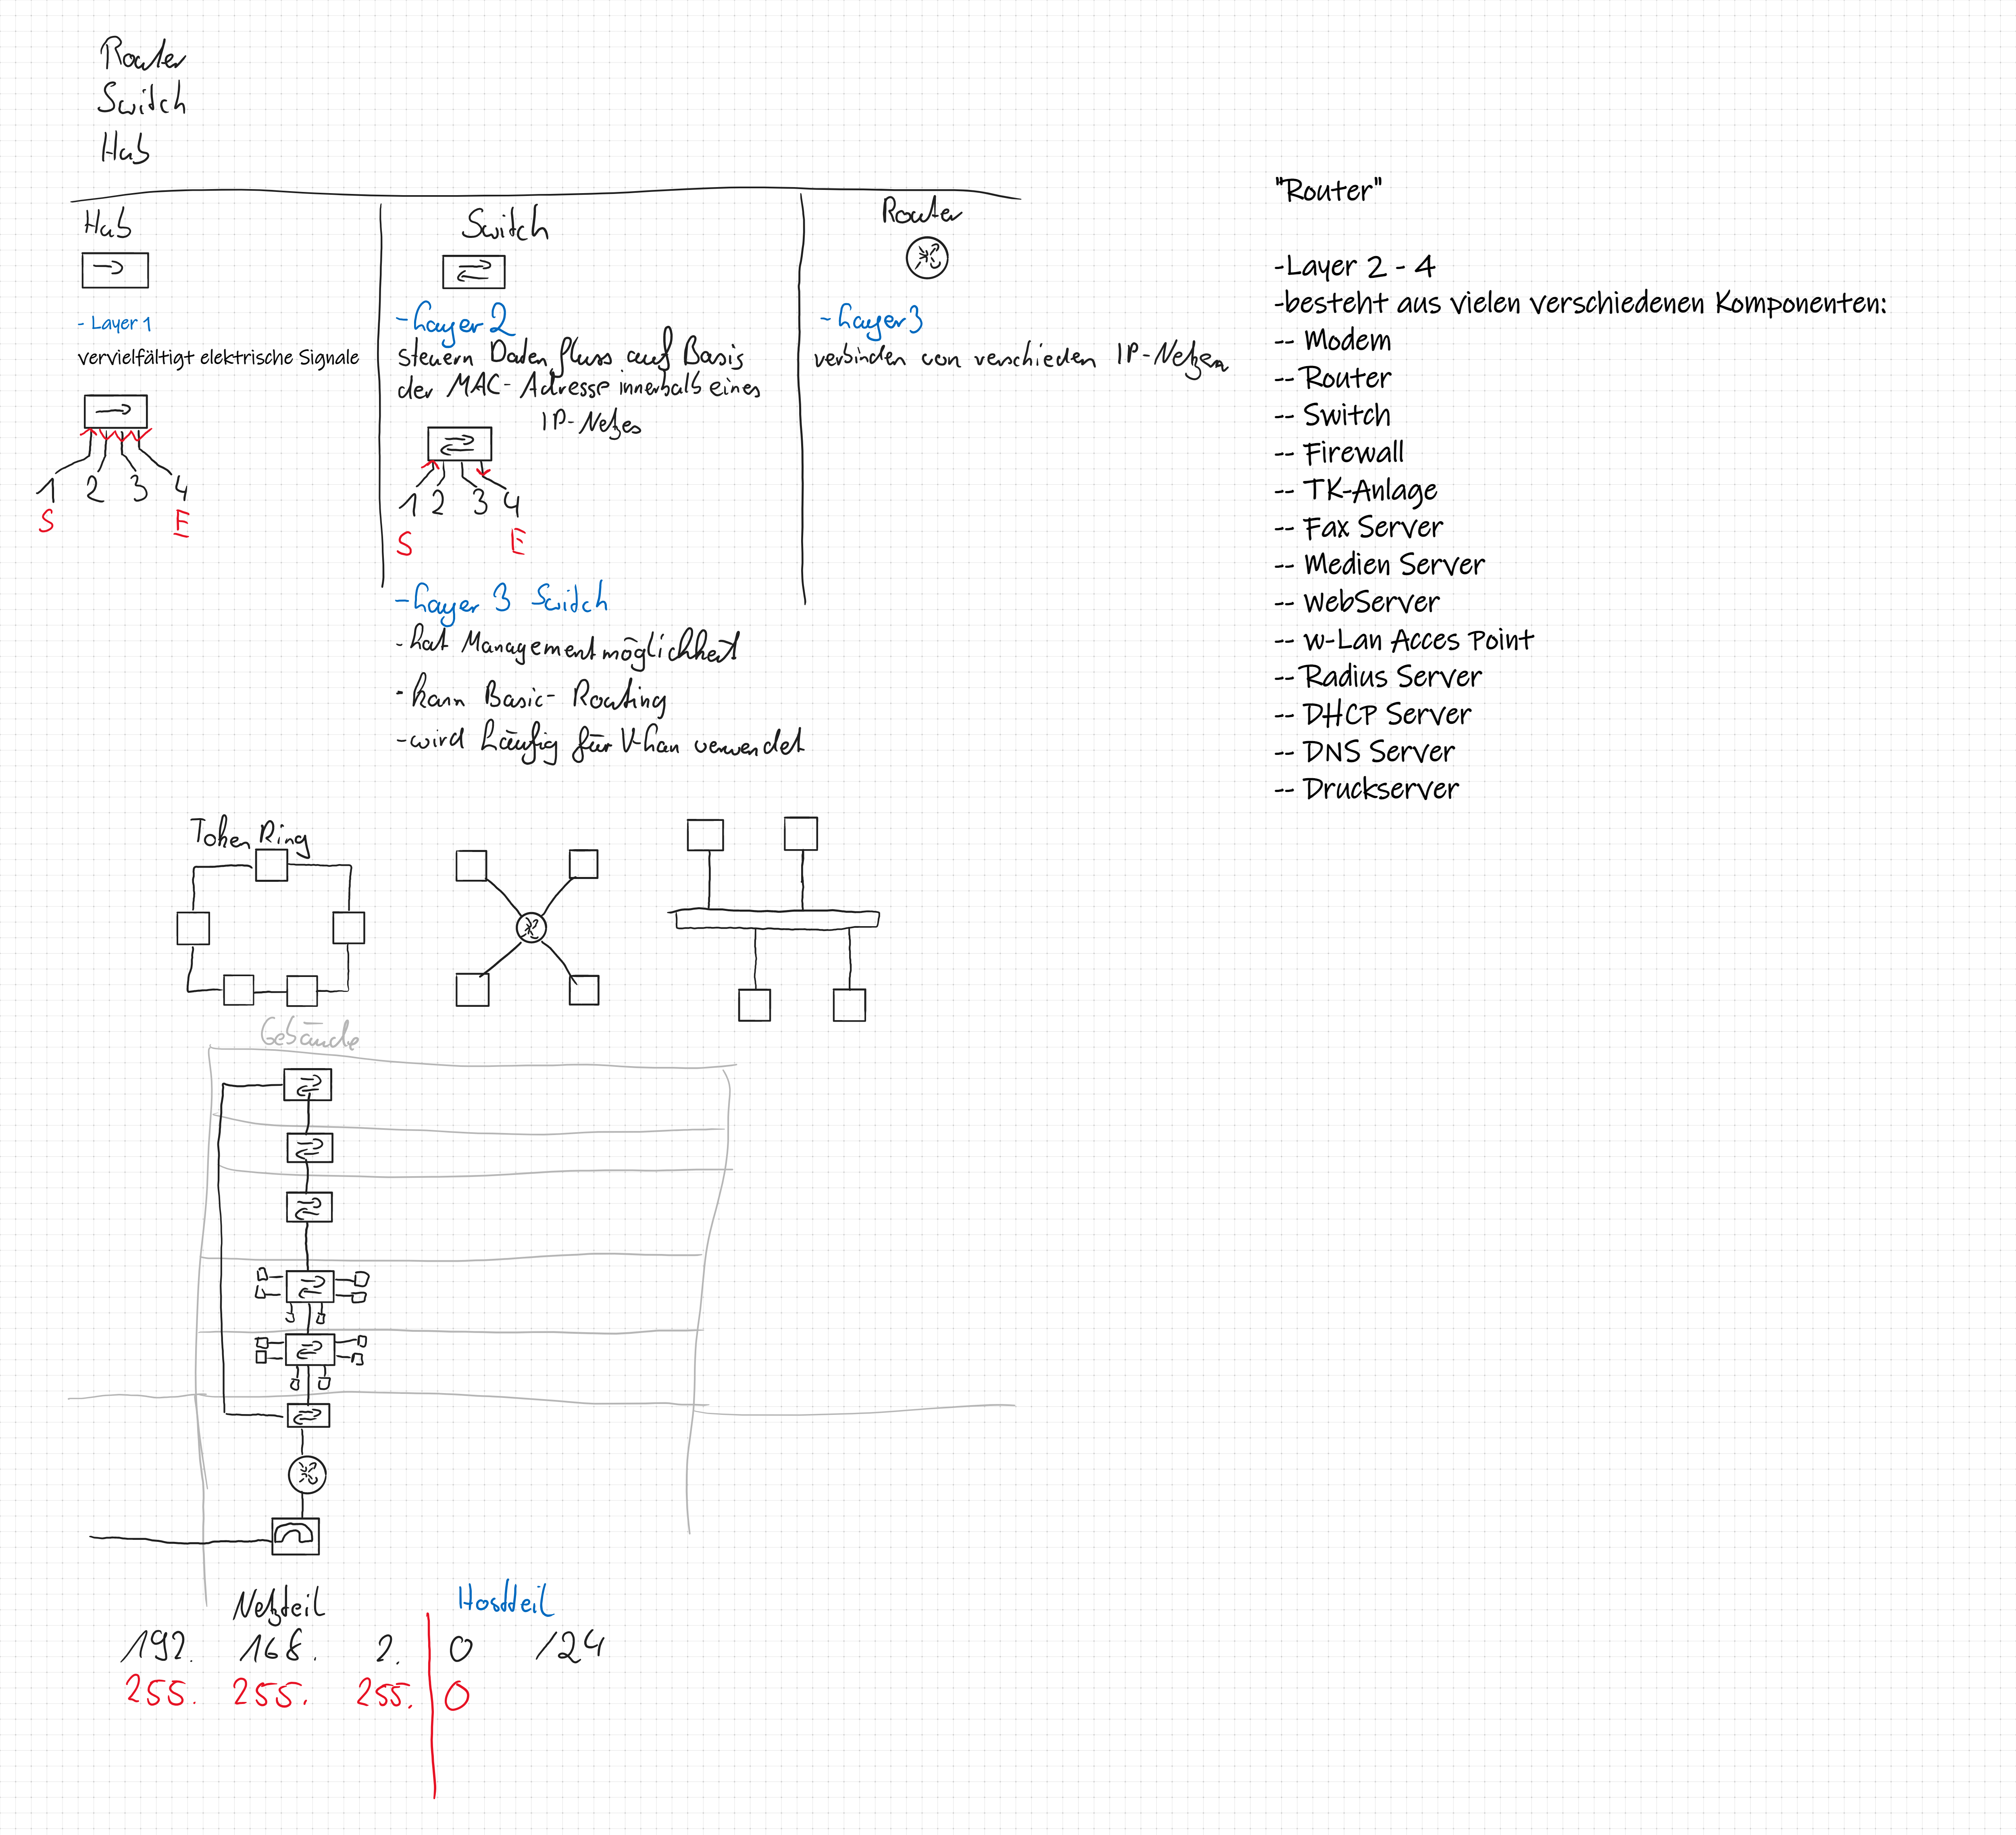 Router
Switch
Hub
Hub
- Layer 1
vervielfältigt elektrische Signale
1 2 3 4
S E
Switch
- Layer 2
steuern Datenfluss auf Basis
der MAC-Adresse innerhalb eines
IP-Netzes
1 2 3 4
S E
- Layer 3 Switch
- hat Managementmöglichkeit
- kann Basic-Routing
- wird häufig für V-Lan verwendet
Router
- Layer 3
verbinden von verschieden IP-Netzen
"Router"
-Layer 2 - 4
-besteht aus vielen verschiedenen Komponenten:
-- Modem
-- Router
-- Switch
-- Firewall
-- TK-Anlage
-- Fax Server
-- Medien Server
-- WebServer
-- w-Lan Acces Point
-- Radius Server
-- DHCP Server
-- DNS Server
-- Druckserver
Token Ring
Gebäude
Netzteil Hostteil
192. 168. 2. 0 /24
255. 255. 255. 0